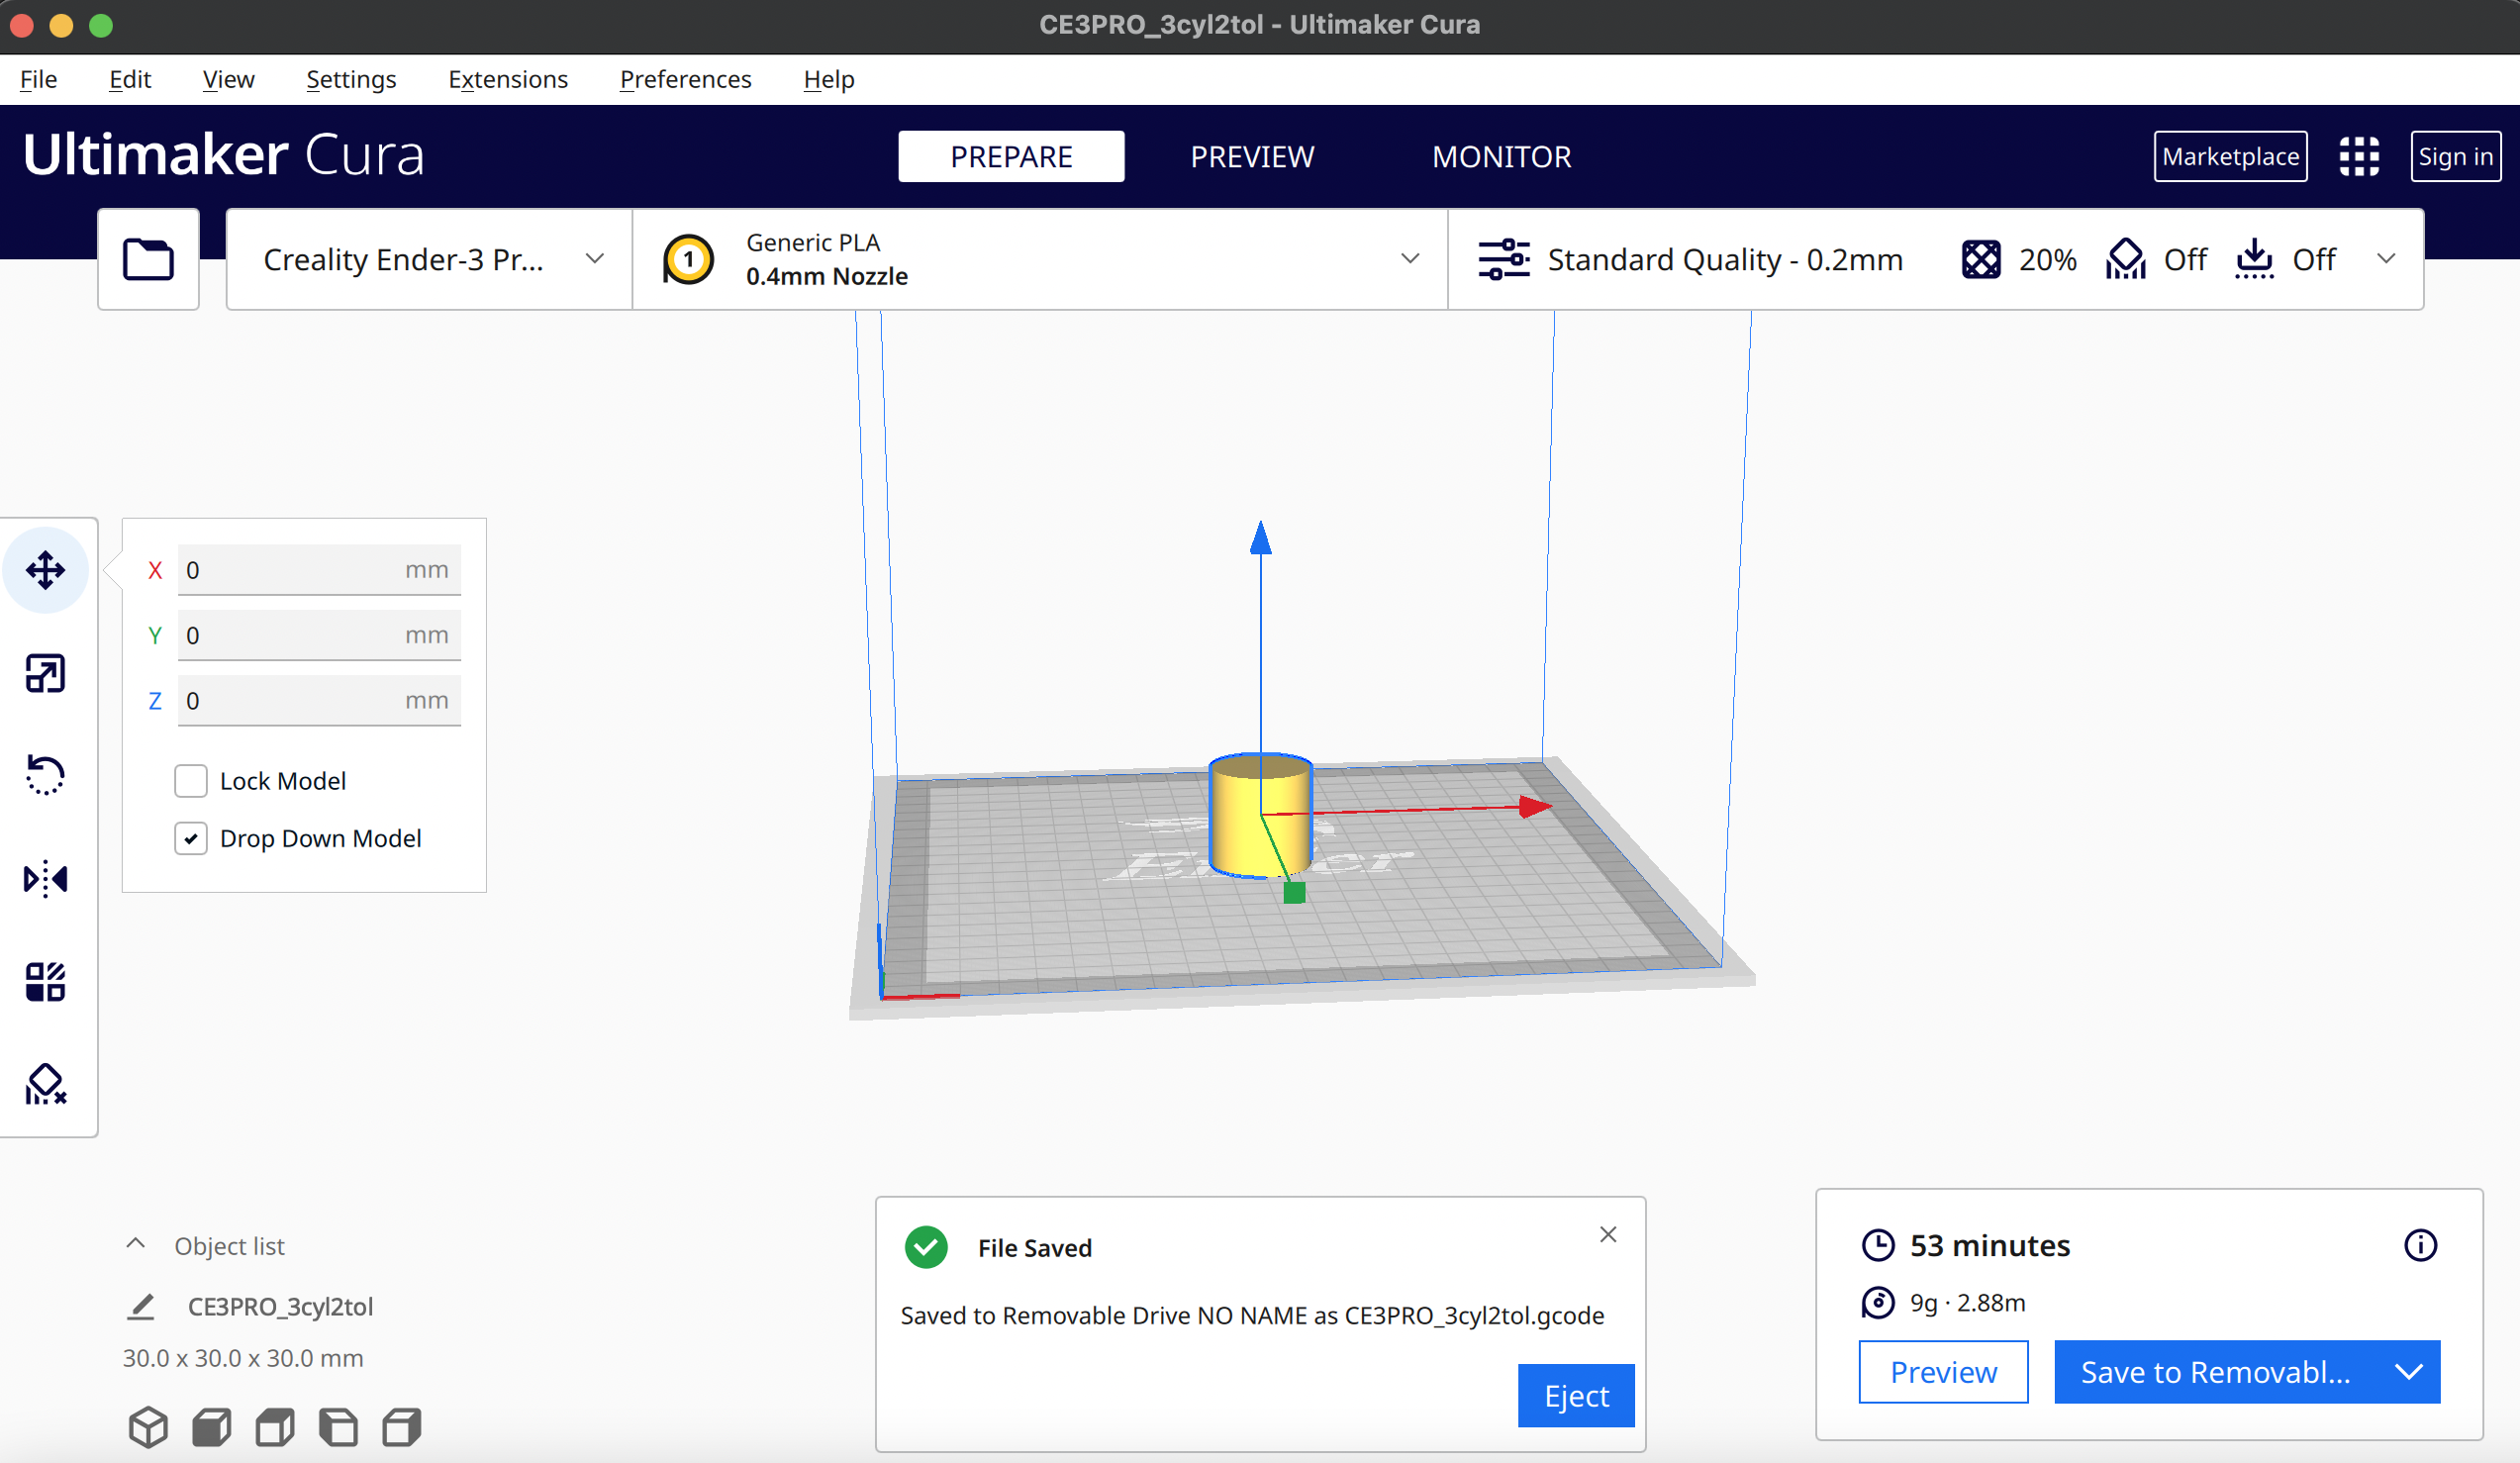 CE3PRO_3cyl2tol - Ultimaker Cura
File Edit View Settings Extensions Preferences Help
Ultimaker Cura
PREPARE PREVIEW MONITOR
Marketplace Sign in
Creality Ender-3 Pr...
1
Generic PLA
0.4mm Nozzle
Standard Quality - 0.2mm 20% Off Off
X 0 mm
Y 0 mm
Z 0 mm
Lock Model
Drop Down Model
Object list
CE3PRO_3cyl2tol
30.0 x 30.0 x 30.0 mm
File Saved
Saved to Removable Drive NO NAME as CE3PRO_3cyl2tol.gcode
Eject
53 minutes
9g · 2.88m
Preview Save to Removabl...